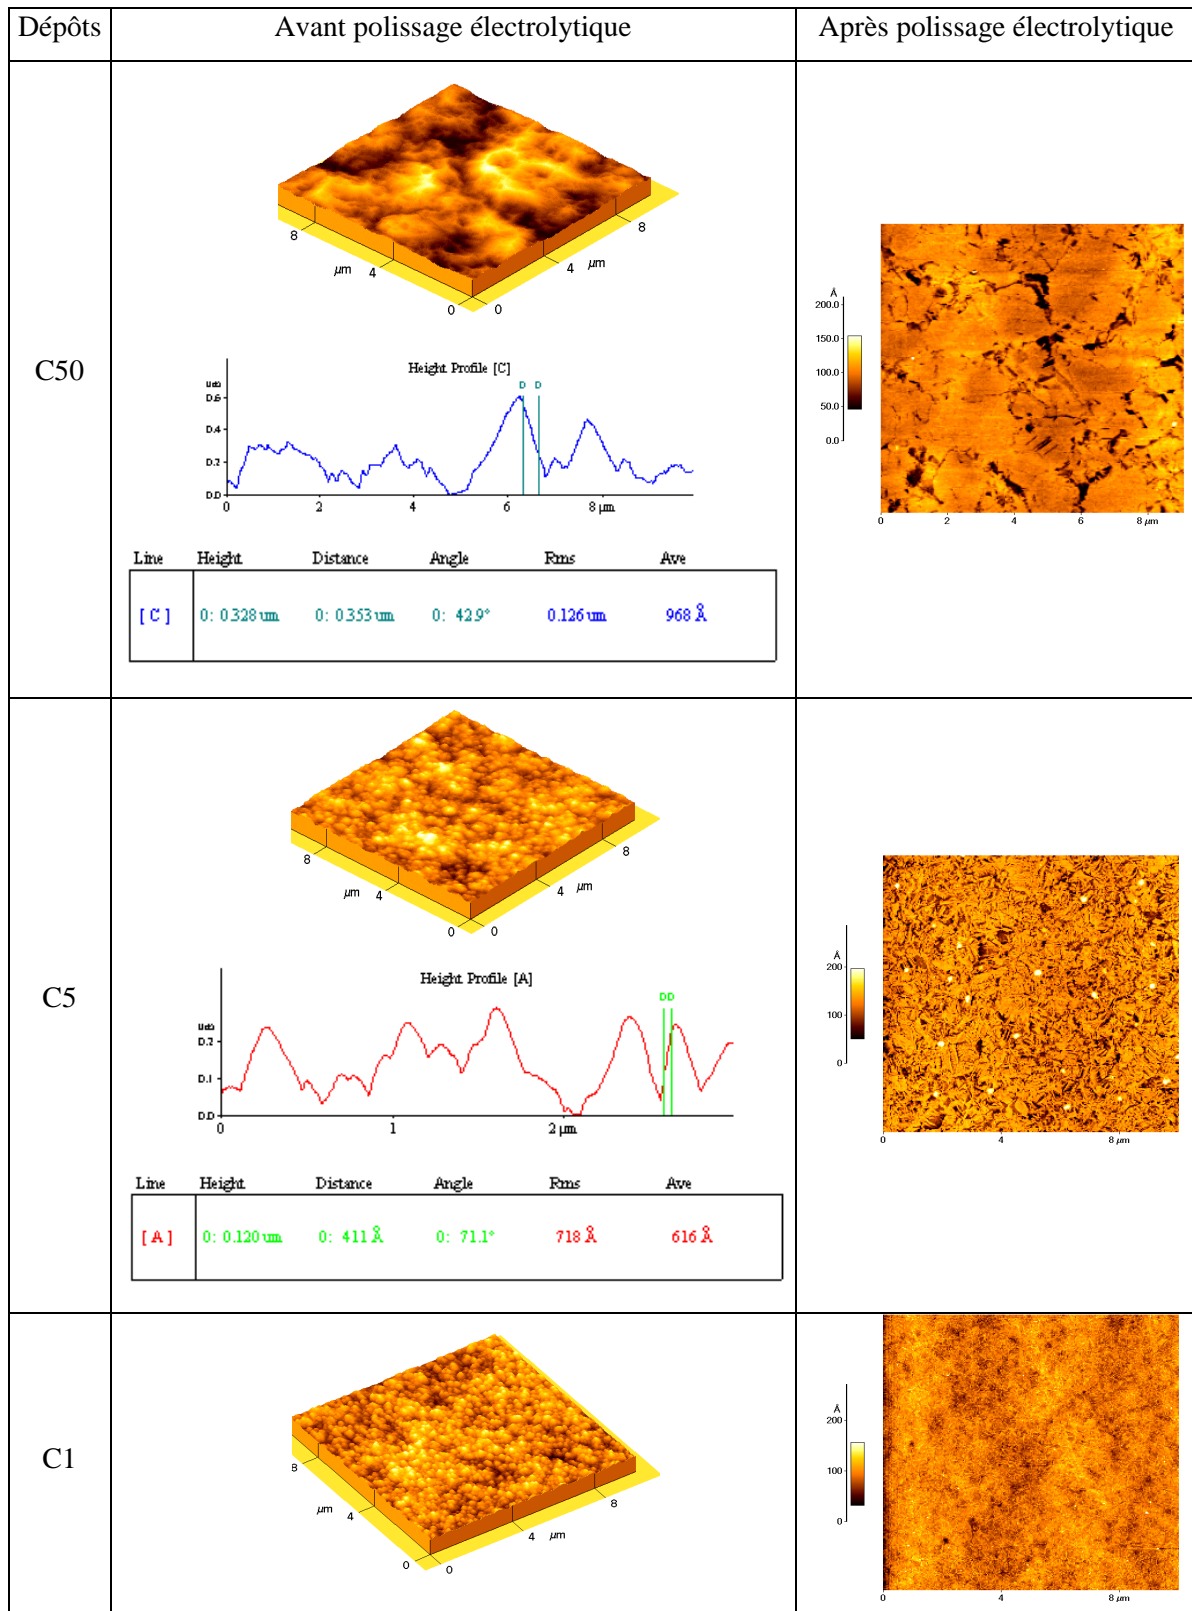 Dépôts Avant polissage électrolytique Après polissage électrolytique
C50
8 µm 4 0 0 4 µm 8
Height Profile [C]
um
D D
0.6
0.4
0.2
0.0
0 2 4 6 8 µm
Line Height Distance Angle Rms Ave
[ C ] 0: 0.328 um 0: 0.353 um 0: 42.9° 0.126 um 968 Å
Å
200.0
150.0
100.0
50.0
0.0
0 2 4 6 8 µm
C5
8 µm 4 0 0 4 µm 8
Height Profile [A]
um
D D
0.2
0.1
0.0
0 1 2 µm
Line Height Distance Angle Rms Ave
[ A ] 0: 0.120 um 0: 411 Å 0: 71.1° 718 Å 616 Å
Å
200
100
0
0 4 8 µm
C1
8 µm 4 0 0 4 µm 8
Å
200
100
0
0 4 8 µm